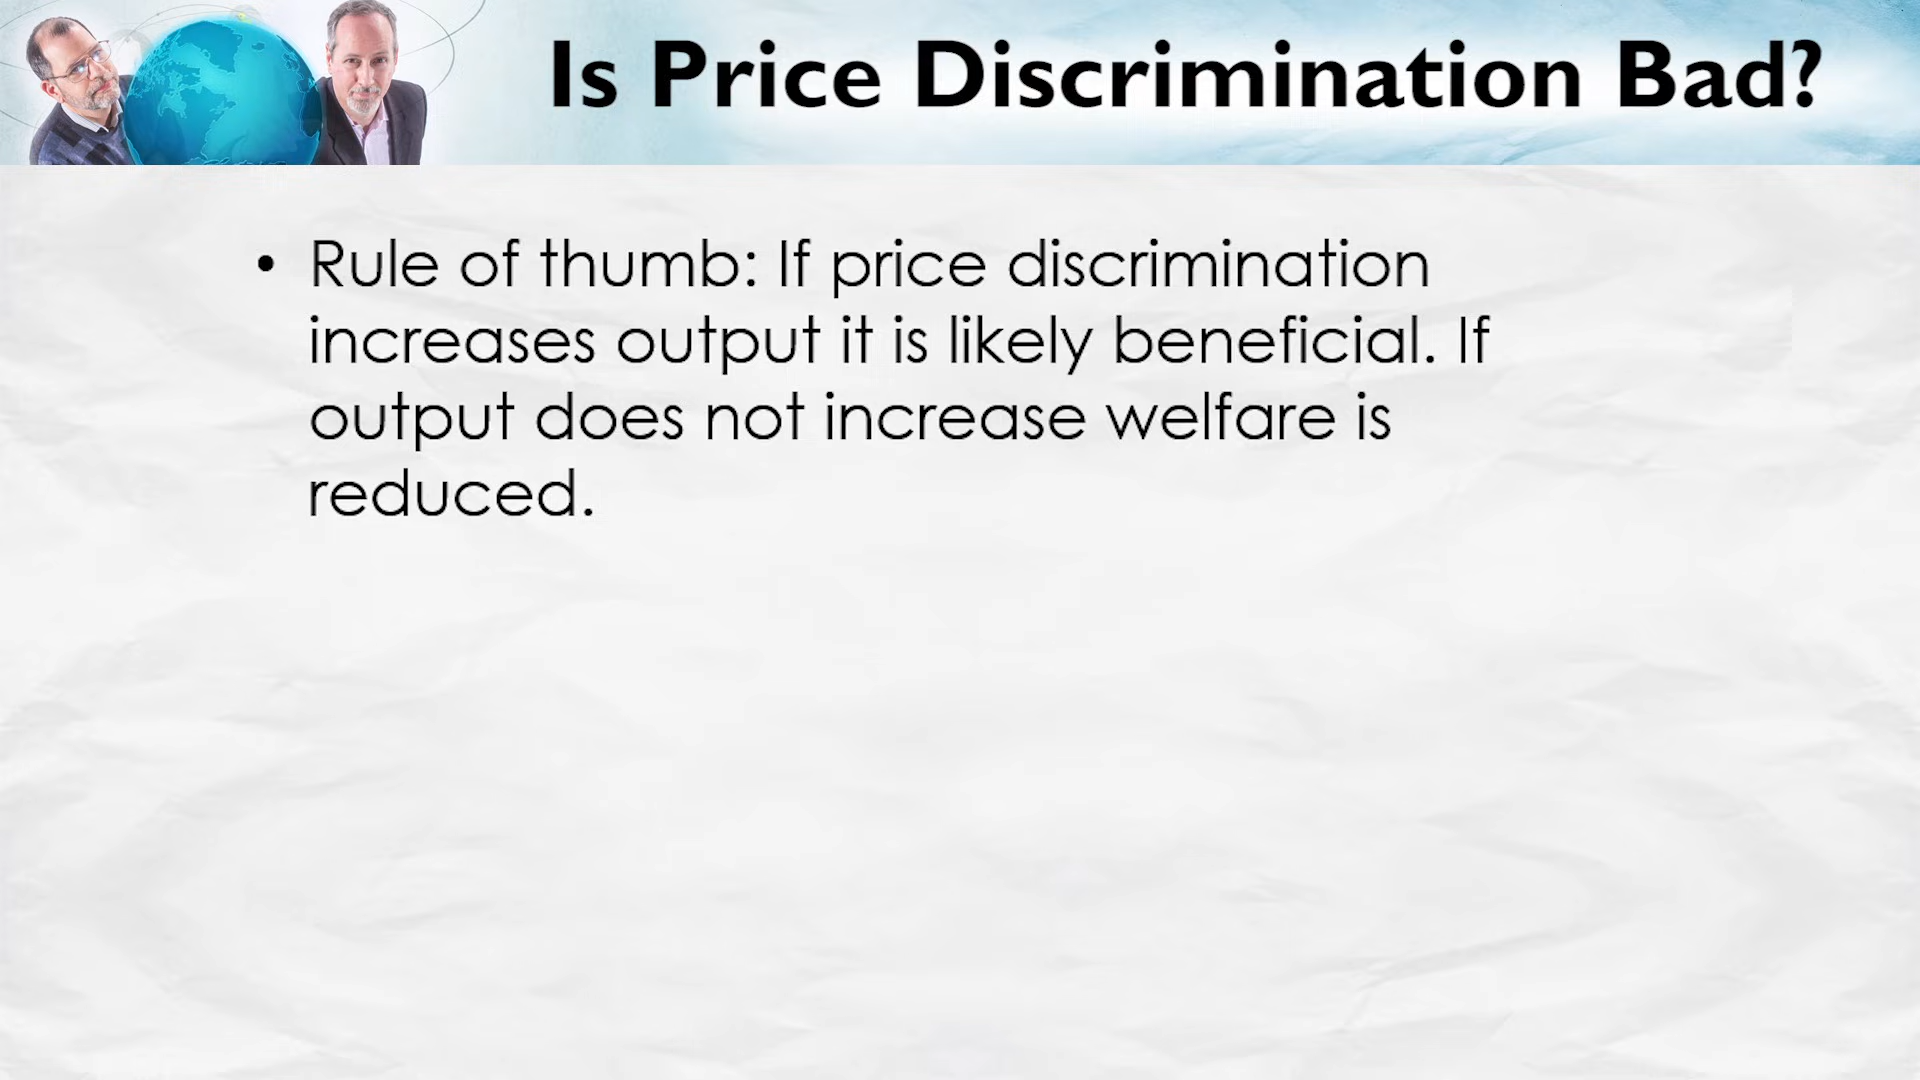 Is Price Discrimination Bad?
• Rule of thumb: If price discrimination
increases output it is likely beneficial. If
output does not increase welfare is
reduced.